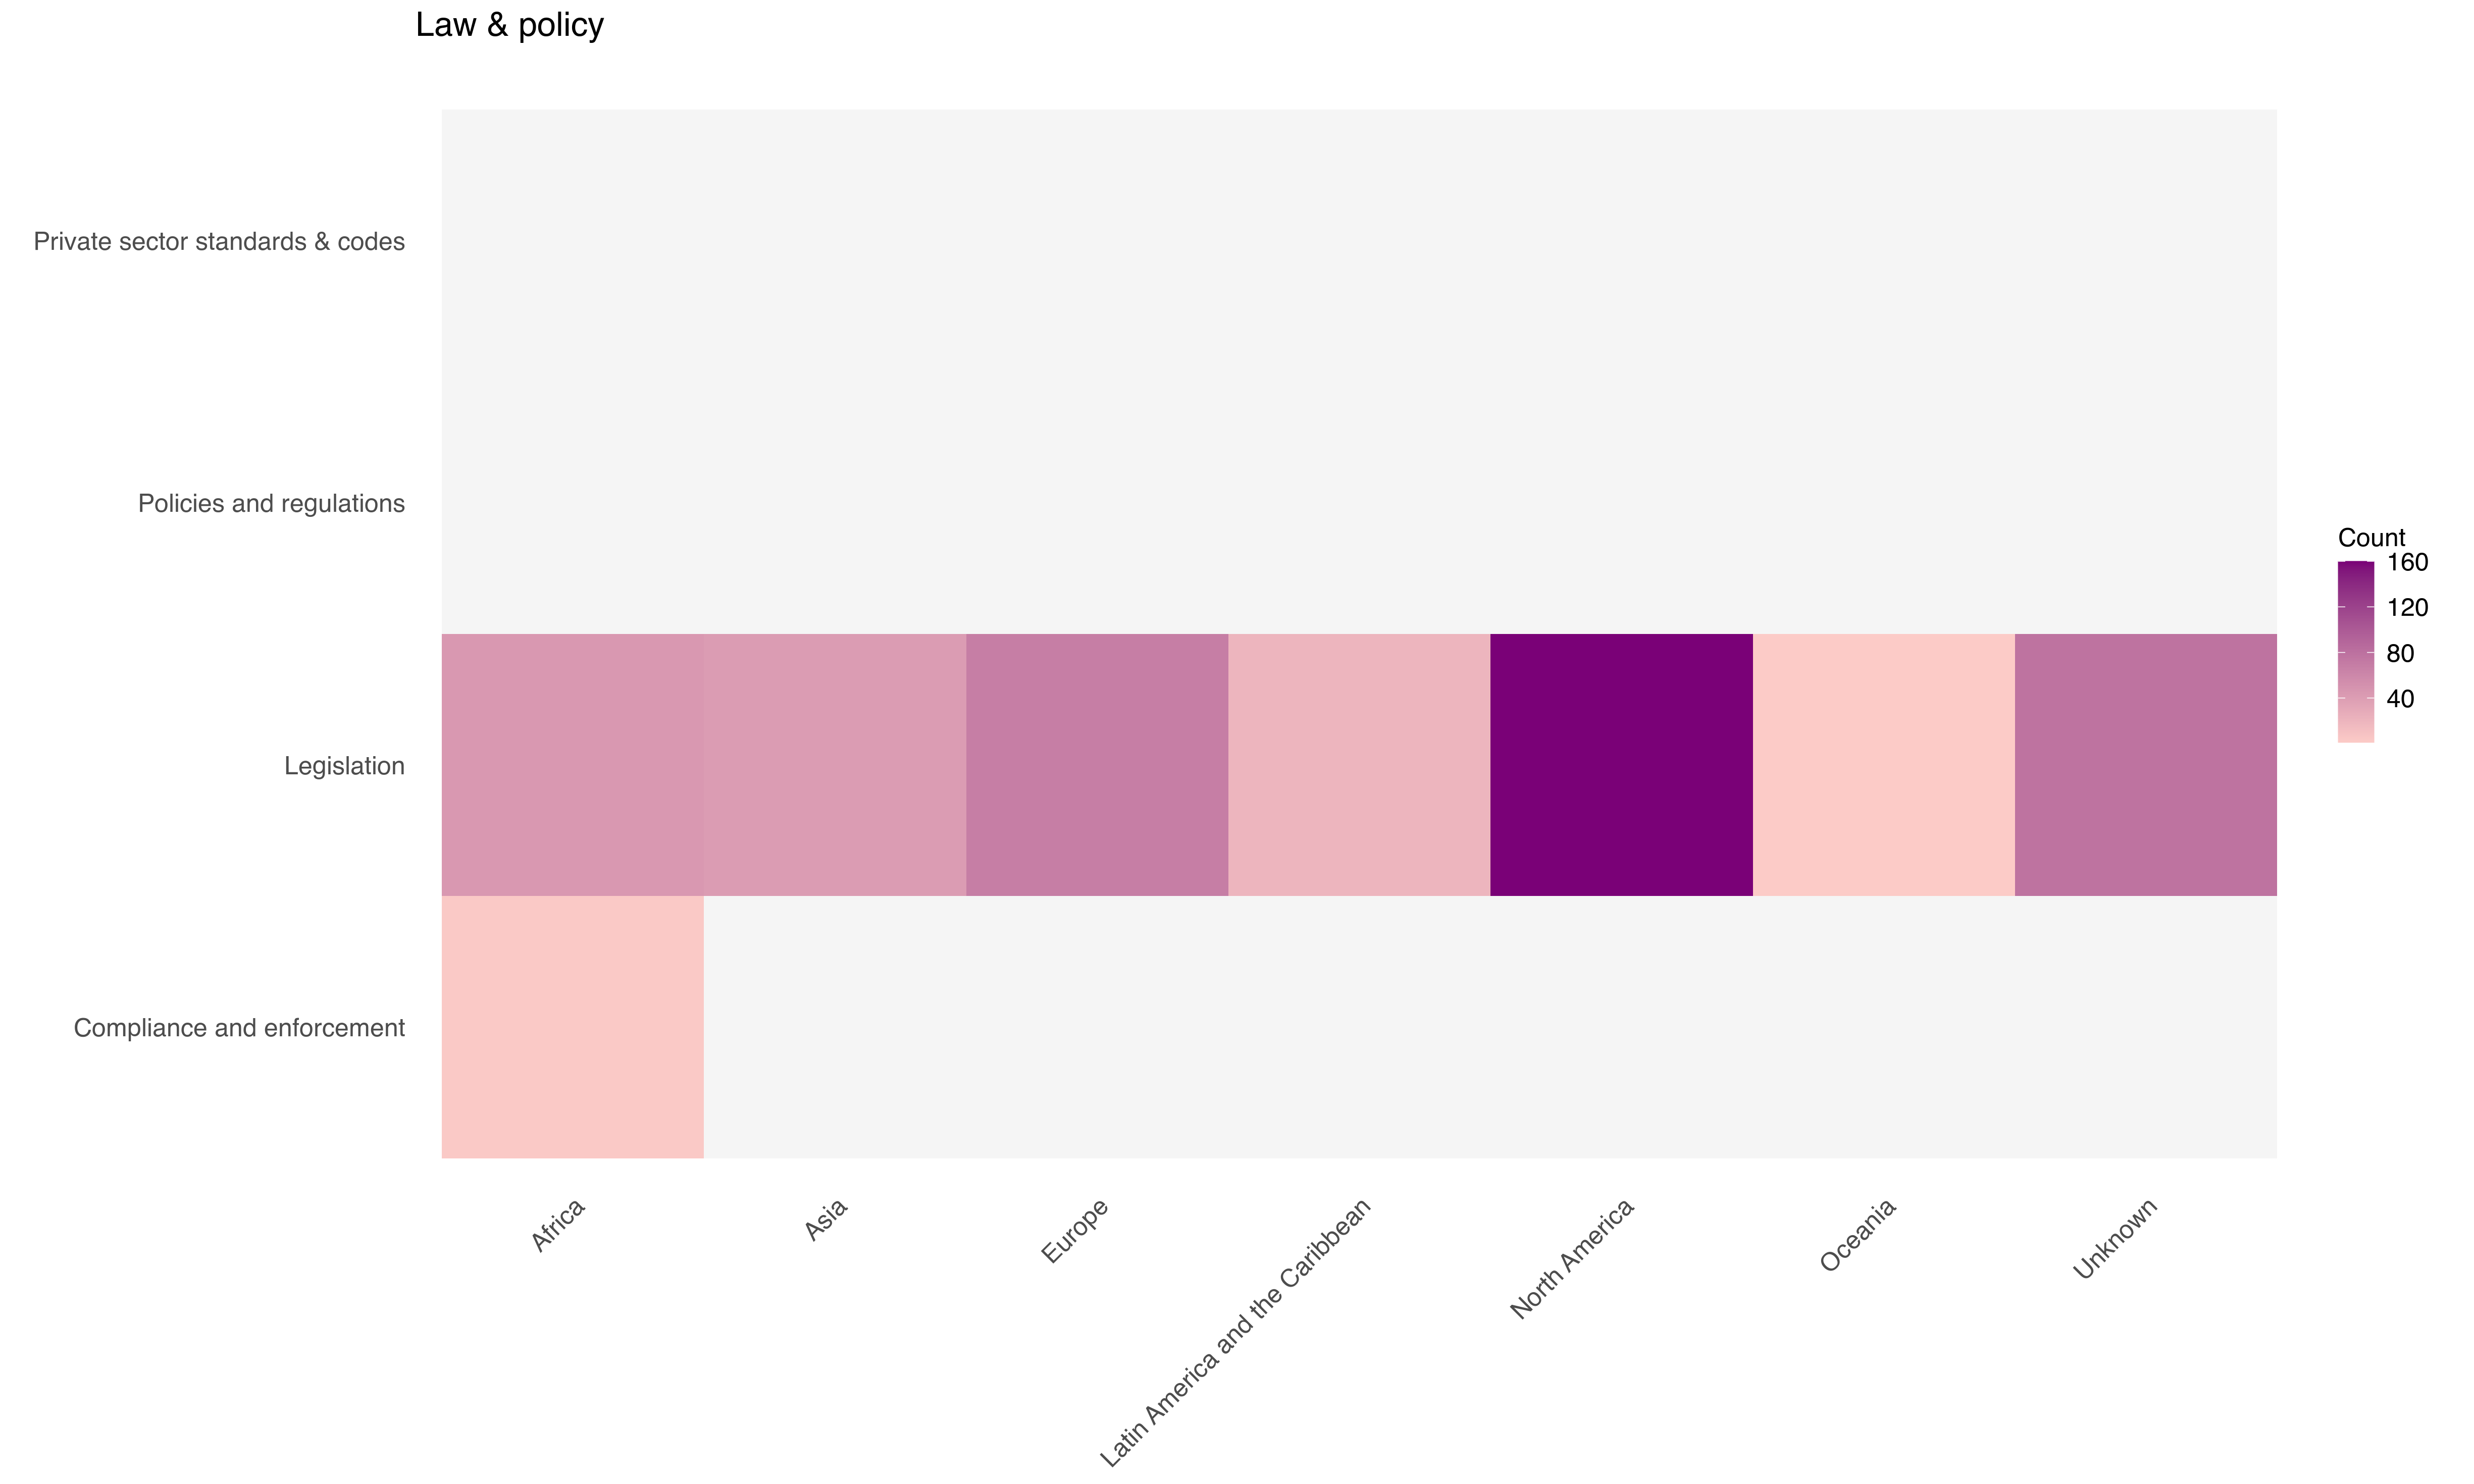 Law & policy
Private sector standards & codes
Policies and regulations
Legislation
Compliance and enforcement
Africa
Asia
Europe
Latin America and the Caribbean
North America
Oceania
Unknown
Count
160
120
80
40